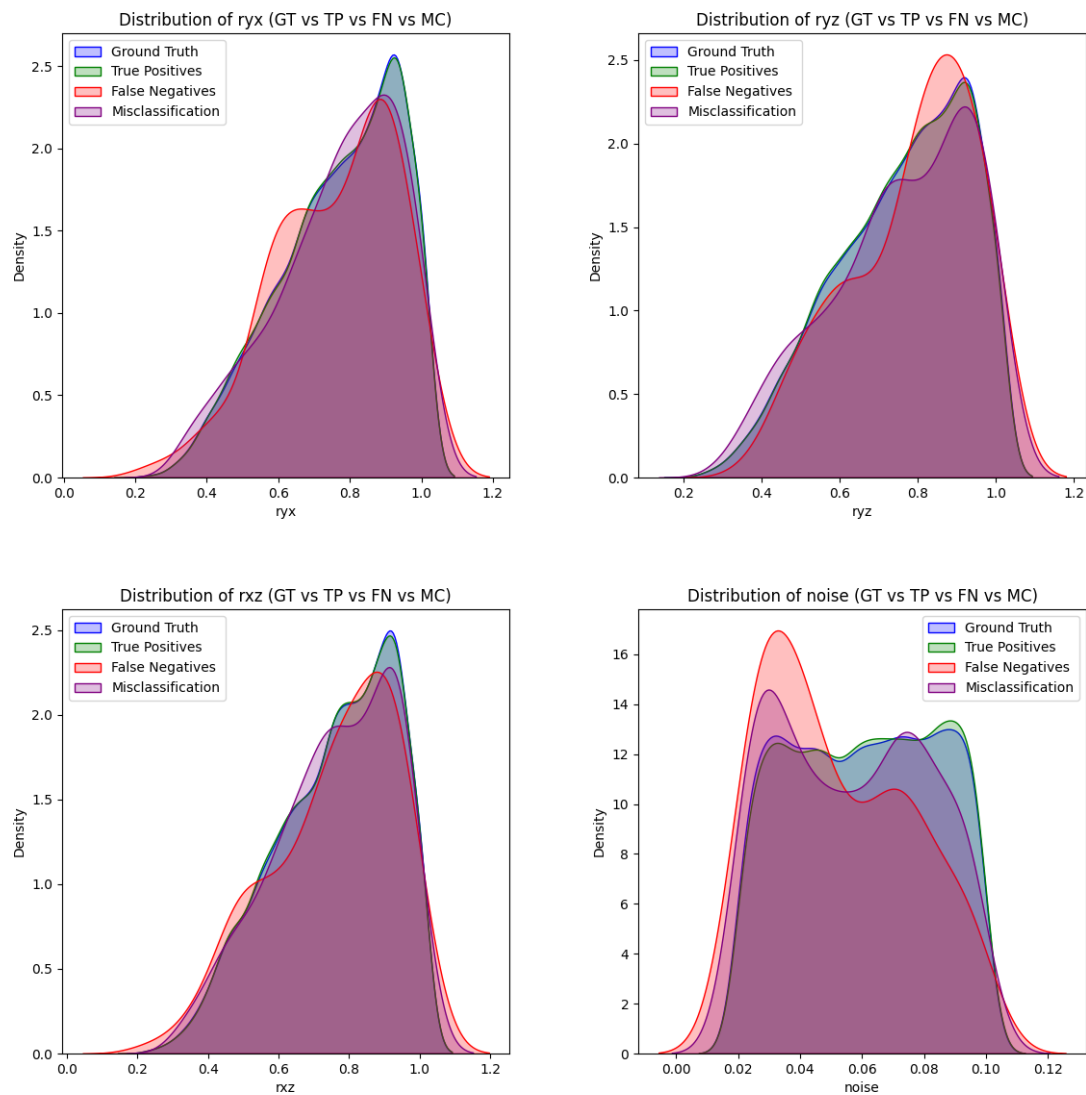 Distribution of ryx (GT vs TP vs FN vs MC)
Ground Truth
True Positives
False Negatives
Misclassification
2.5
2.0
1.5
1.0
0.5
0.0
Density
0.0 0.2 0.4 0.6 0.8 1.0 1.2
ryx
Distribution of ryz (GT vs TP vs FN vs MC)
Ground Truth
True Positives
False Negatives
Misclassification
2.5
2.0
1.5
1.0
0.5
0.0
Density
0.2 0.4 0.6 0.8 1.0 1.2
ryz
Distribution of rxz (GT vs TP vs FN vs MC)
Ground Truth
True Positives
False Negatives
Misclassification
2.5
2.0
1.5
1.0
0.5
0.0
Density
0.0 0.2 0.4 0.6 0.8 1.0 1.2
rxz
Distribution of noise (GT vs TP vs FN vs MC)
Ground Truth
True Positives
False Negatives
Misclassification
16
14
12
10
8
6
4
2
0
Density
0.00 0.02 0.04 0.06 0.08 0.10 0.12
noise